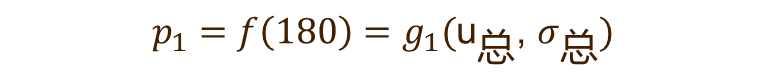 p₁ = f(180) = g₁(u总, σ总)